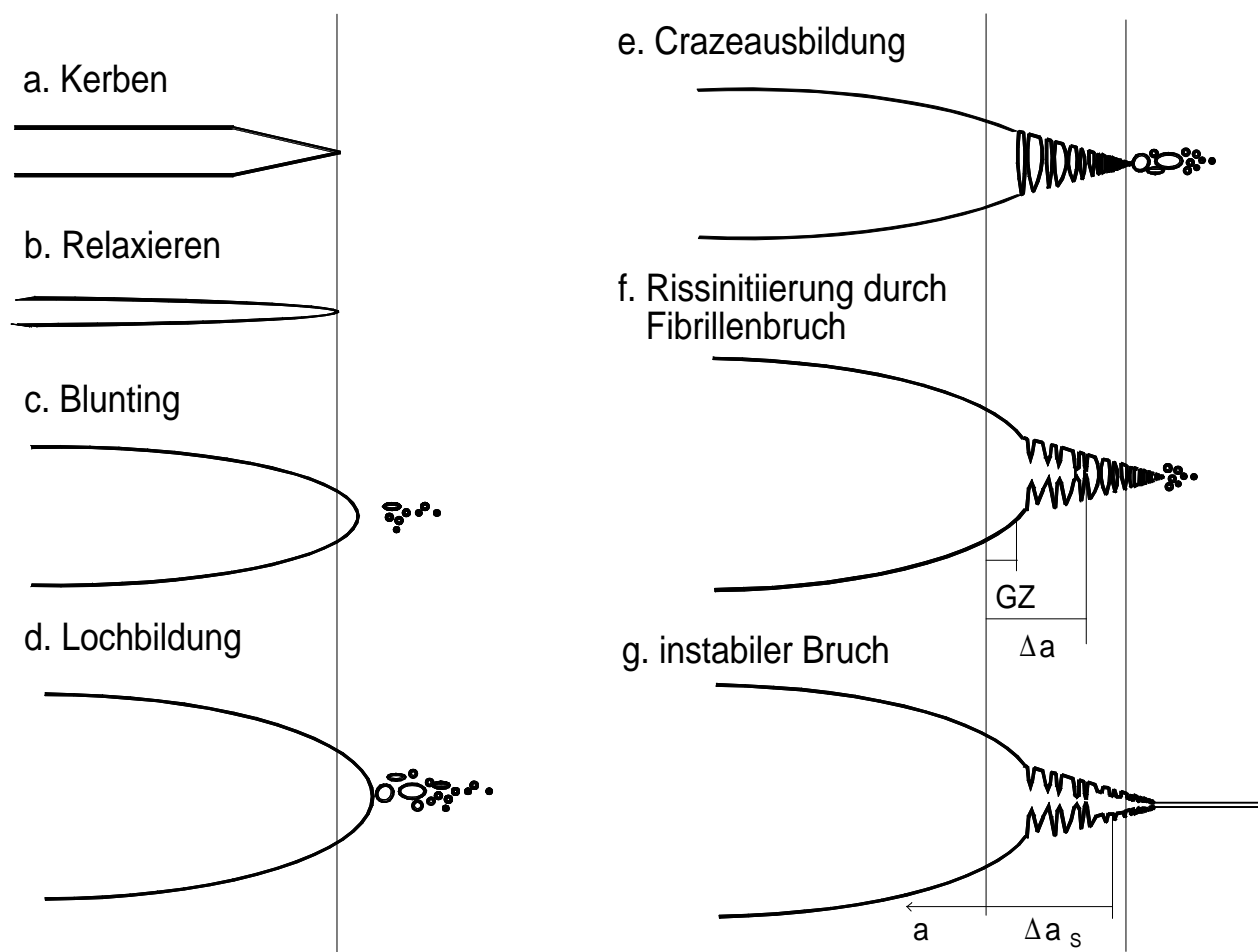 a. Kerben
b. Relaxieren
c. Blunting
d. Lochbildung
e. Crazeausbildung
f. Rissinitiierung durch
Fibrillenbruch
GZ
Δa
g. instabiler Bruch
a Δa s